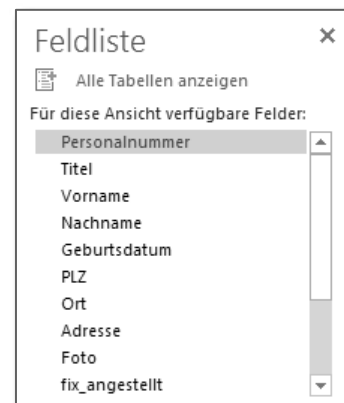 Feldliste
Alle Tabellen anzeigen
Für diese Ansicht verfügbare Felder:
Personalnummer
Titel
Vorname
Nachname
Geburtsdatum
PLZ
Ort
Adresse
Foto
fix_angestellt